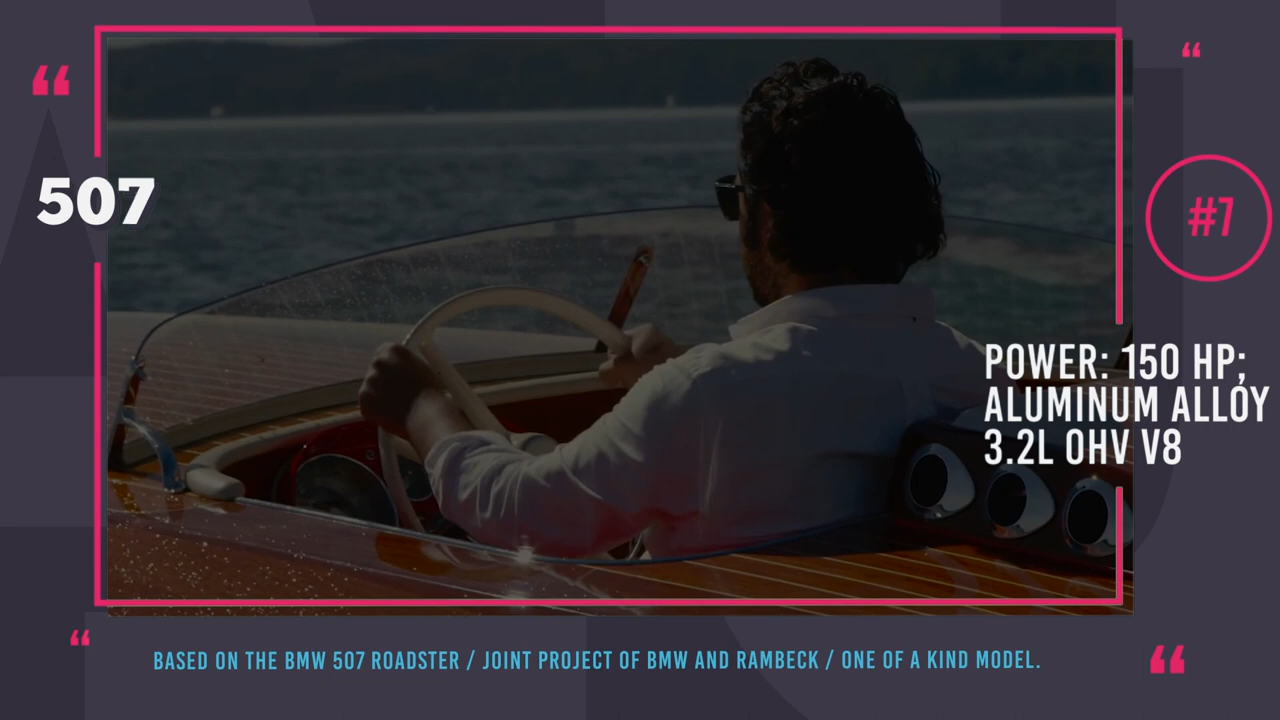 507
#7
POWER: 150 HP;
ALUMINUM ALLOY
3.2L OHV V8
BASED ON THE BMW 507 ROADSTER / JOINT PROJECT OF BMW AND RAMBECK / ONE OF A KIND MODEL.